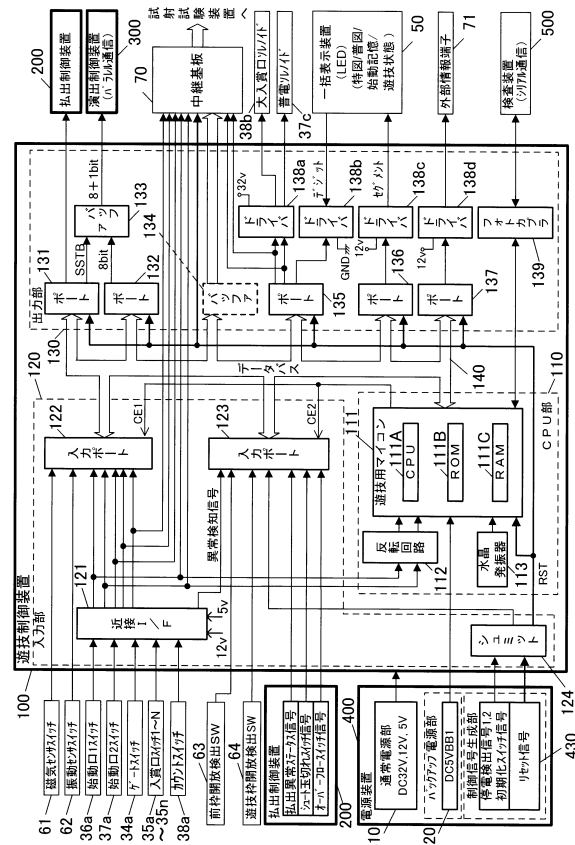 遊技制御装置
100
入力部
120
61
磁気センサスイッチ
62
振動センサスイッチ
36a
始動口1スイッチ
37a
始動口2スイッチ
34a
ゲートスイッチ
35a
～35n
入賞口スイッチ1～N
38a
カウントスイッチ
63
前枠開放検出SW
64
遊技枠開放検出SW
払出制御装置
払出異常ステータス信号
シュート玉切れスイッチ信号
オーバーフロースイッチ信号
200
400
電源装置
通常電源部
DC32V,12V, 5V
10
バックアップ電源部
DC5VBB1
20
制御信号生成部
停電検出信号1,2
初期化スイッチ信号
リセット信号
430
121
近接I/F
12v
5v
異常検知信号
122
入力ポート
CE1
123
入力ポート
CE2
データバス
反転回路
112
水晶
発振器
113
RST
シュミット
124
遊技用マイコン
111
111A
CPU
111B
ROM
111C
RAM
CPU部
110
140
出力部
130
131
ポート
SSTB
132
ポート
8bit
バッファ
133
8+1bit
134
バッファ
ポート
135
136
ポート
137
ポート
32v
138a
ドライバ
デジット
138b
ドライバ
GND
セグメント
138c
12v
ドライバ
138d
12v
ドライバ
フォトカプラ
139
200
払出制御装置
300
演出制御装置
(パラレル通信)
試射試験装置へ
70
中継基板
38b
大入賞口ソレノイド
37c
普電ソレノイド
50
一括表示装置
(LED)
(特図/普図/
始動記憶/
遊技状態)
71
外部情報端子
500
検査装置
(シリアル通信)